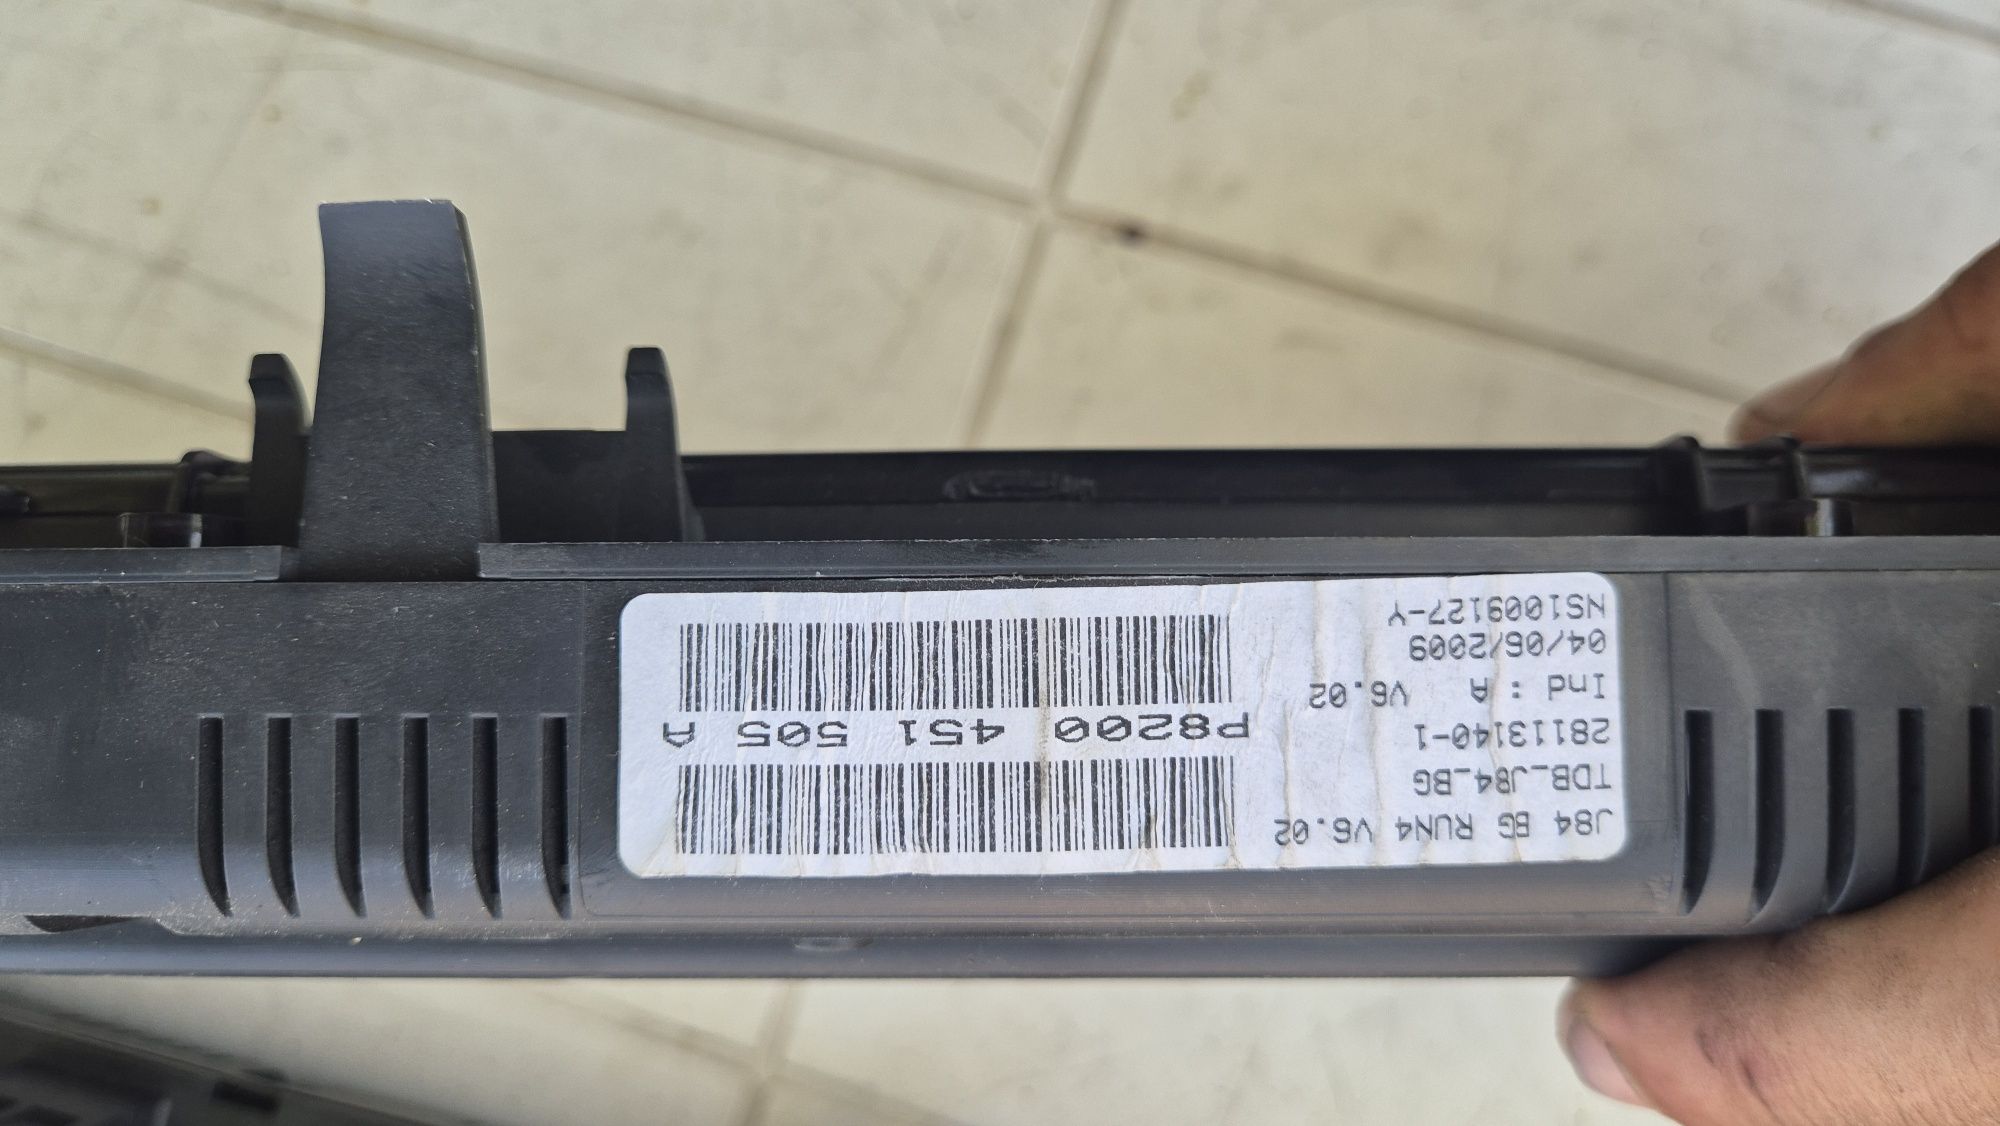 J84 BG RUN4 V6.02
TDB_J84_BG
28113140-1
Ind : A V6.02
04/06/2009
NS1009127-Y
P8200 451 505 A